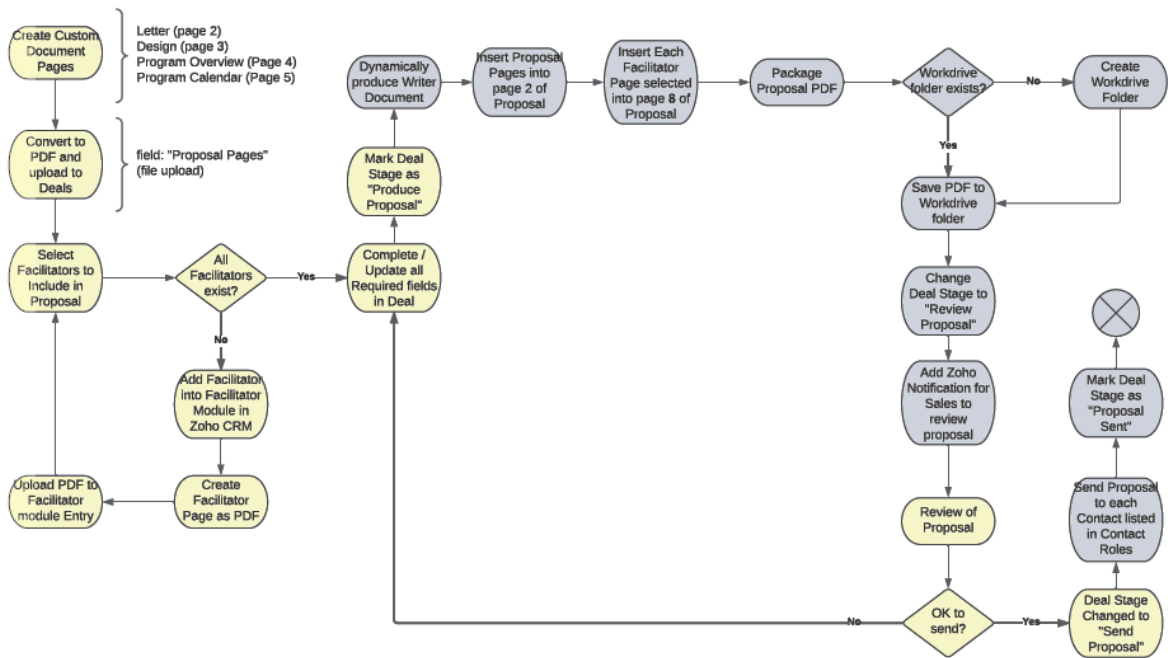 Create Custom
Document
Pages
Letter (page 2)
Design (page 3)
Program Overview (Page 4)
Program Calendar (Page 5)
Convert to
PDF and
upload to
Deals
field: "Proposal Pages"
(file upload)
Select
Facilitators to
Include in
Proposal
All
Facilitators
exist?
Yes
No
Add Facilitator
into Facilitator
Module in
Zoho CRM
Create
Facilitator
Page as PDF
Upload PDF to
Facilitator
module Entry
Complete /
Update all
Required fields
in Deal
Mark Deal
Stage as
"Produce
Proposal"
Dynamically
produce Writer
Document
Insert Proposal
Pages into
page 2 of
Proposal
Insert Each
Facilitator
Page selected
into page 8 of
Proposal
Package
Proposal PDF
Workdrive
folder exists?
No
Create
Workdrive
Folder
Yes
Save PDF to
Workdrive
folder
Change
Deal Stage to
"Review
Proposal"
Add Zoho
Notification for
Sales to
review
proposal
Review of
Proposal
OK to
send?
No
Yes
Deal Stage
Changed to
"Send
Proposal"
Send Proposal
to each
Contact listed
in Contact
Roles
Mark Deal
Stage as
"Proposal
Sent"